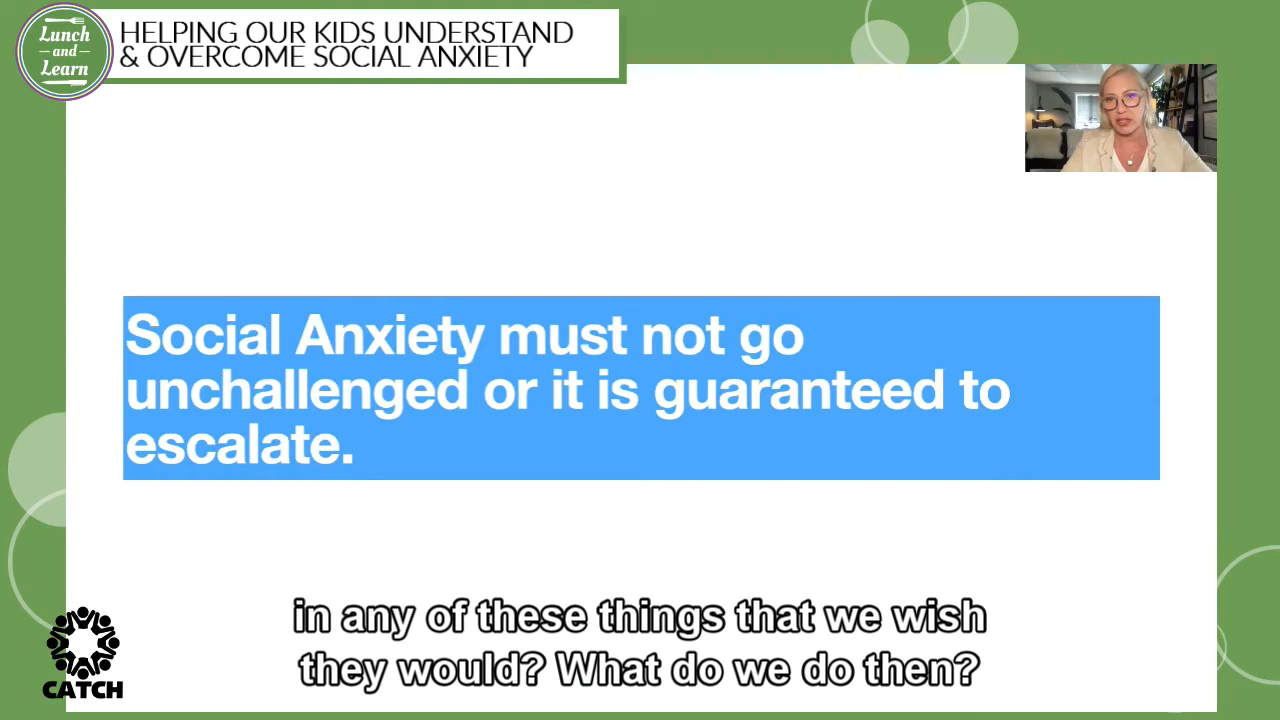 Lunch
and
Learn
HELPING OUR KIDS UNDERSTAND
& OVERCOME SOCIAL ANXIETY
Social Anxiety must not go
unchallenged or it is guaranteed to
escalate.
in any of these things that we wish
they would? What do we do then?
CATCH